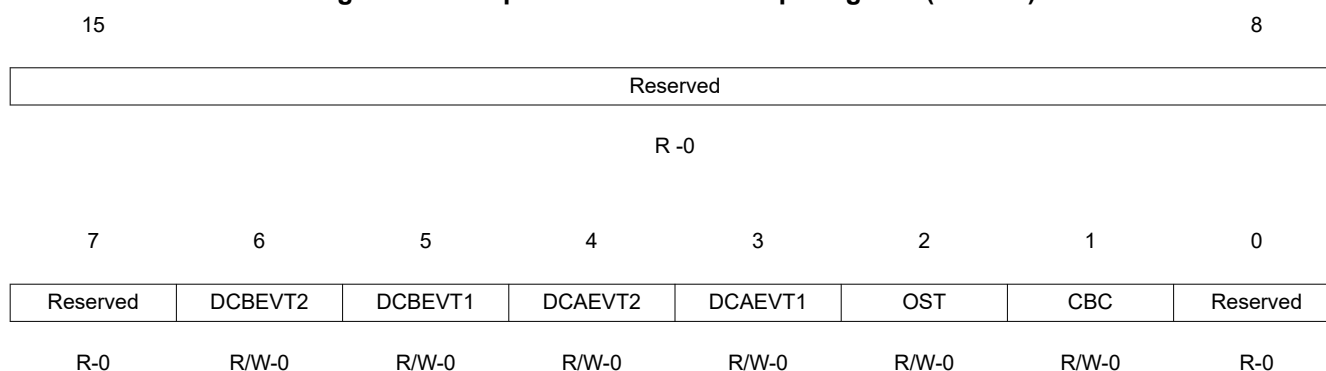 15 8
Reserved
R -0
7 6 5 4 3 2 1 0
Reserved DCBEVT2 DCBEVT1 DCAEVT2 DCAEVT1 OST CBC Reserved
R-0 R/W-0 R/W-0 R/W-0 R/W-0 R/W-0 R/W-0 R-0